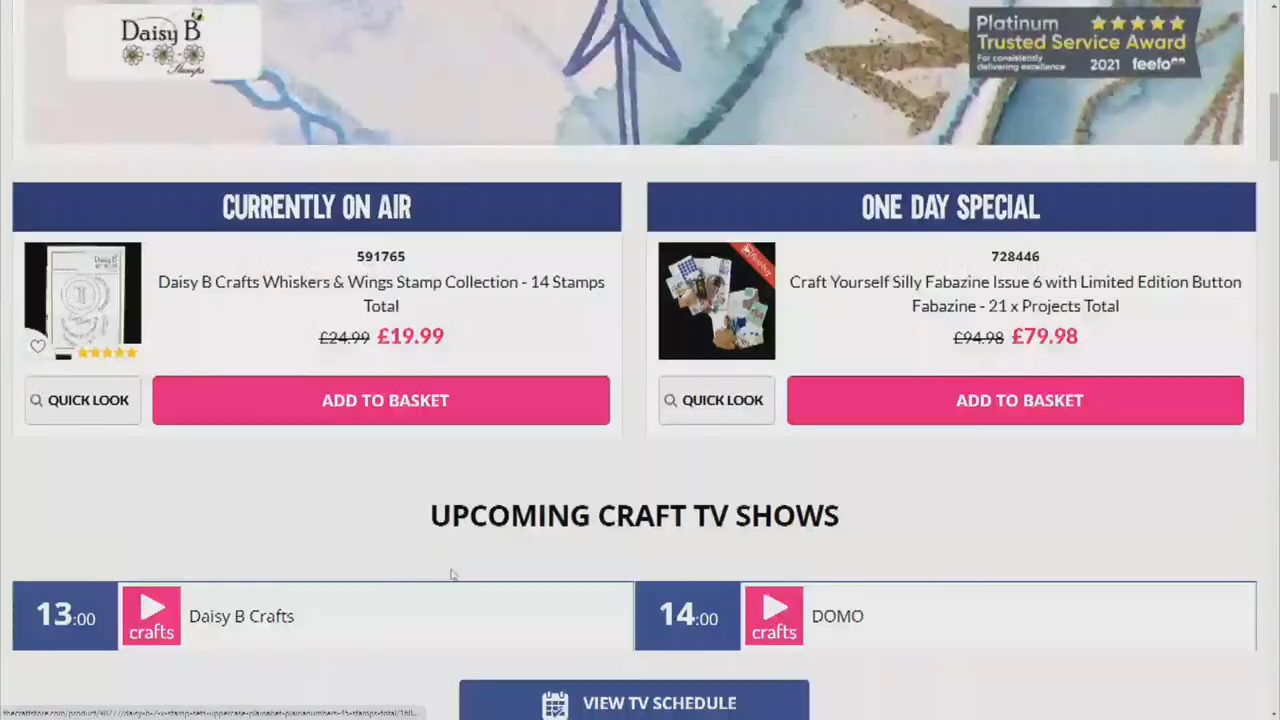 Daisy B
Stamps
Platinum
Trusted Service Award
For consistently
delivering excellence
2021 feefo
CURRENTLY ON AIR
ONE DAY SPECIAL
Daisy B
591765
Daisy B Crafts Whiskers & Wings Stamp Collection - 14 Stamps
Total
£24.99 £19.99
QUICK LOOK
ADD TO BASKET
728446
Craft Yourself Silly Fabazine Issue 6 with Limited Edition Button
Fabazine - 21 x Projects Total
£94.98 £79.98
QUICK LOOK
ADD TO BASKET
UPCOMING CRAFT TV SHOWS
13:00
crafts
Daisy B Crafts
14:00
crafts
DOMO
VIEW TV SCHEDULE